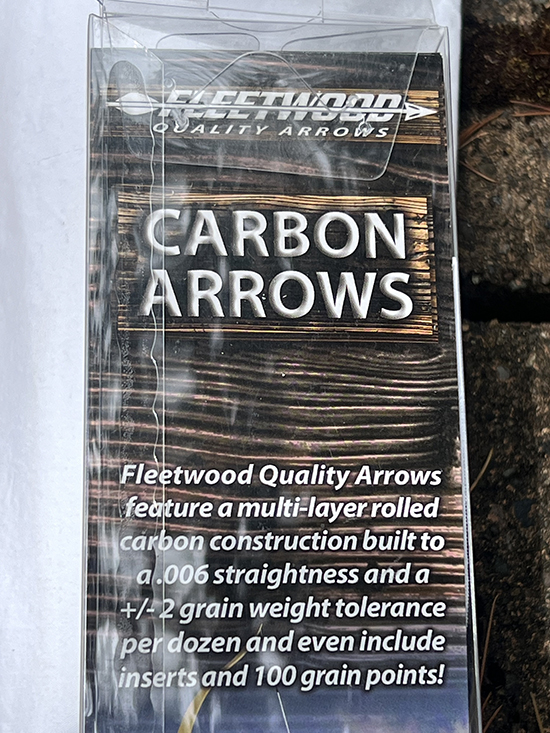 FLEETWOOD
QUALITY ARROWS
CARBON
ARROWS
Fleetwood Quality Arrows
feature a multi-layer rolled
carbon construction built to
a .006 straightness and a
+/- 2 grain weight tolerance
per dozen and even include
inserts and 100 grain points!